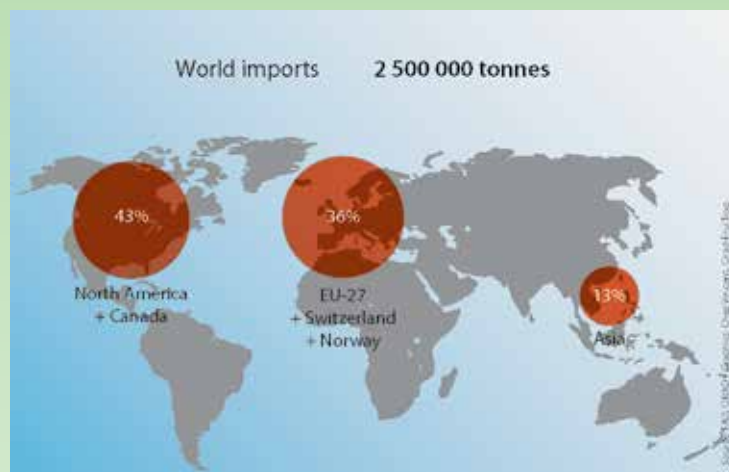 World imports 2 500 000 tonnes
43%
36%
13%
North America
+ Canada
EU-27
+ Switzerland
+ Norway
Asia